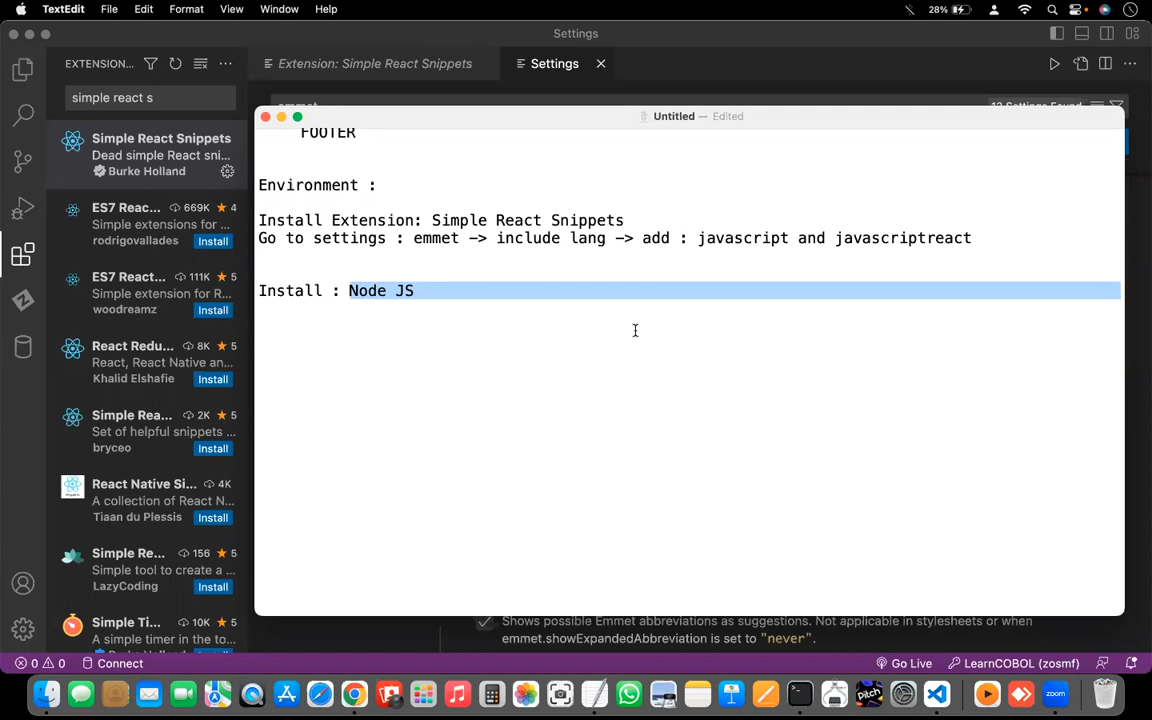 TextEdit File Edit Format View Window Help
28%
Settings
EXTENSION...
Extension: Simple React Snippets
Settings
simple react s
12 Settings Found
Untitled — Edited
FOOTER
Environment :
Install Extension: Simple React Snippets
Go to settings : emmet -> include lang -> add : javascript and javascriptreact
Install : Node JS
Simple React Snippets
Dead simple React sni...
Burke Holland
ES7 Reac... 669K 4
Simple extensions for ...
rodrigovallades Install
ES7 React... 111K 5
Simple extension for R...
woodreamz Install
React Redu... 8K 5
React, React Native an...
Khalid Elshafie Install
Simple Rea... 2K 5
Set of helpful snippets ...
bryceo Install
React Native Si... 4K
A collection of React N...
Tiaan du Plessis Install
Simple Re... 156 5
Simple tool to create a ...
LazyCoding Install
Simple Ti... 10K 5
A simple timer in the to...
Shows possible Emmet abbreviations as suggestions. Not applicable in stylesheets or when
emmet.showExpandedAbbreviation is set to "never".
0 0 Connect
Go Live LearnCOBOL (zosmf)
Pitch
zoom